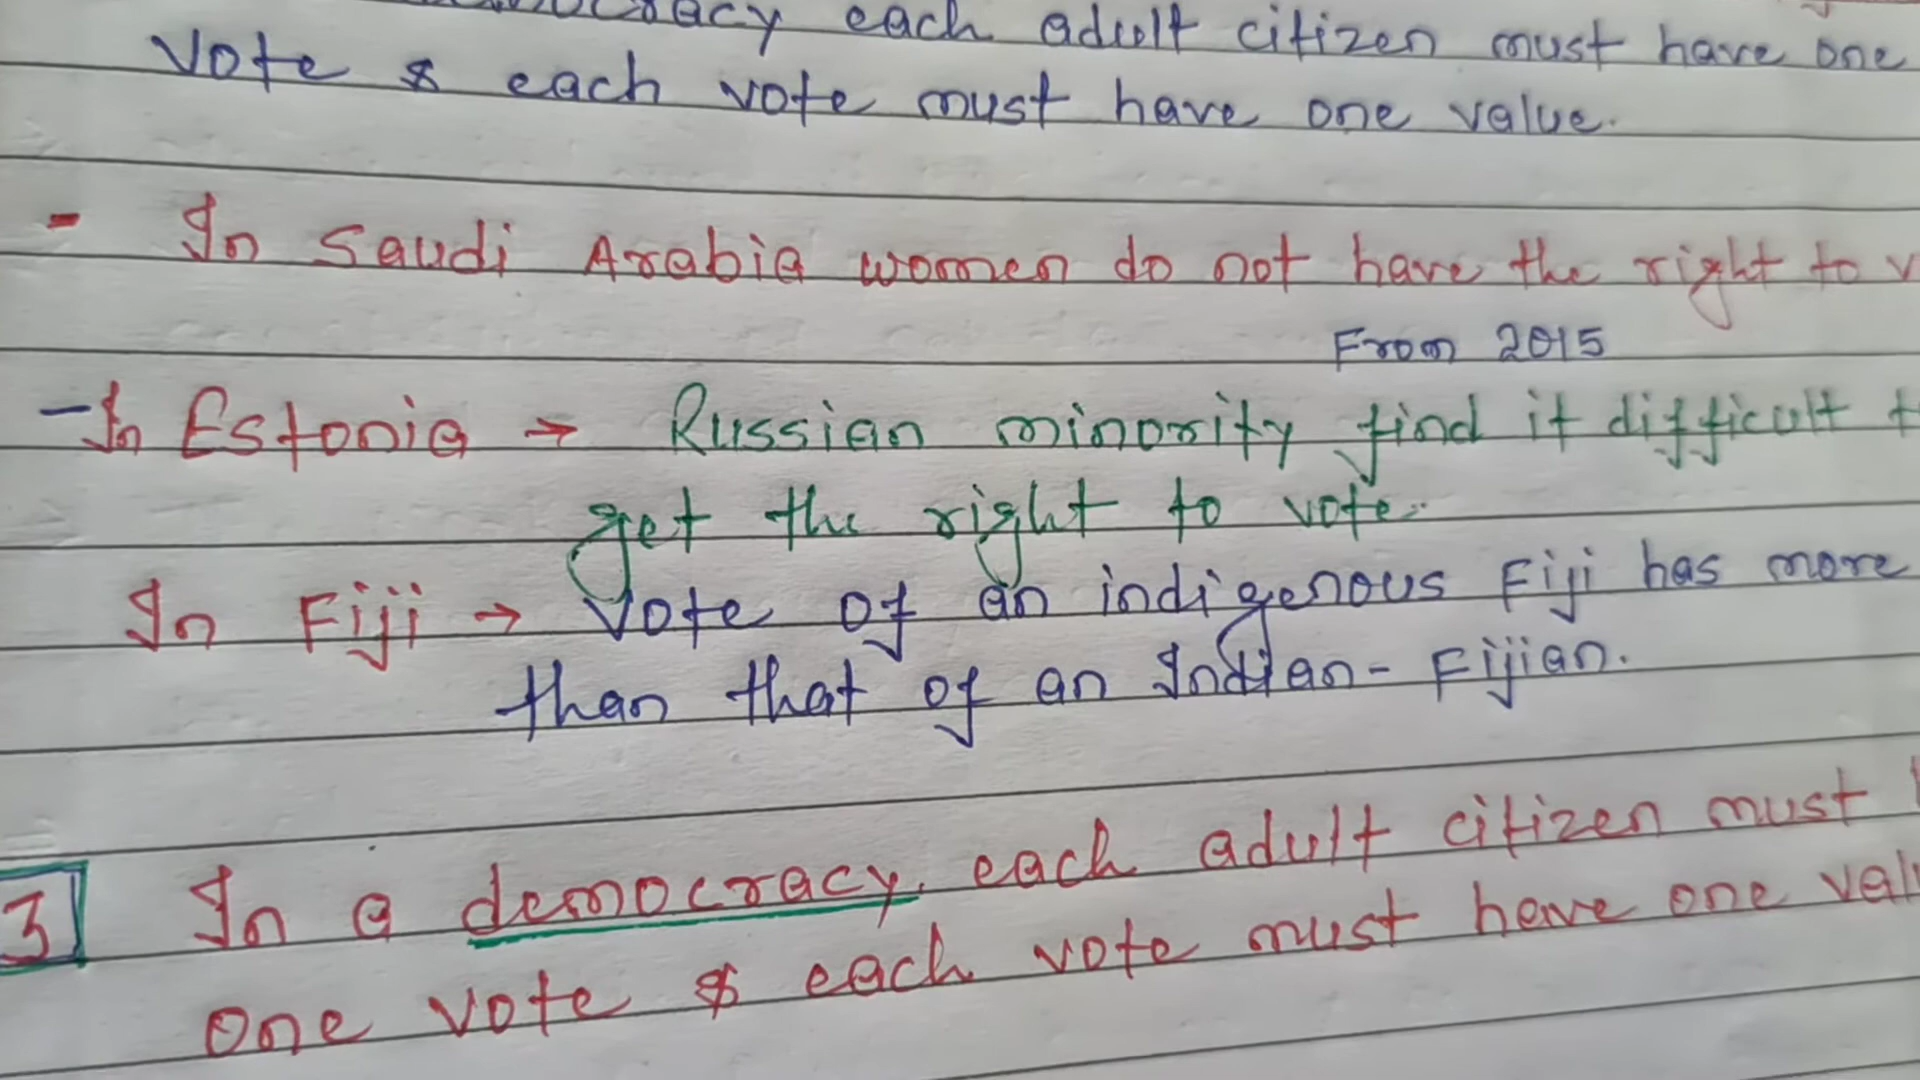 each adult citizen must have one
vote & each vote must have one value.
- In Saudi Arabia women do not have the right to
From 2015
- In Estonia → Russian minority find it difficult
get the right to vote.
In Fiji → Vote of an indigenous Fiji has more
than that of an Indian-Fijian.
3 In a democracy, each adult citizen must
one vote & each vote must have one